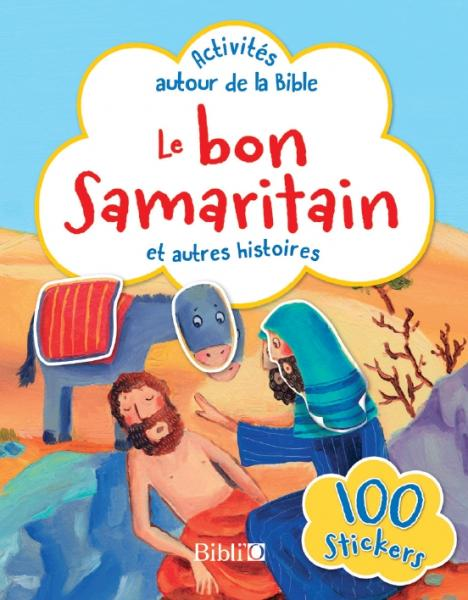 Activités
autour de la Bible
Le bon
Samaritain
et autres histoires
100
Stickers
Bibli'O